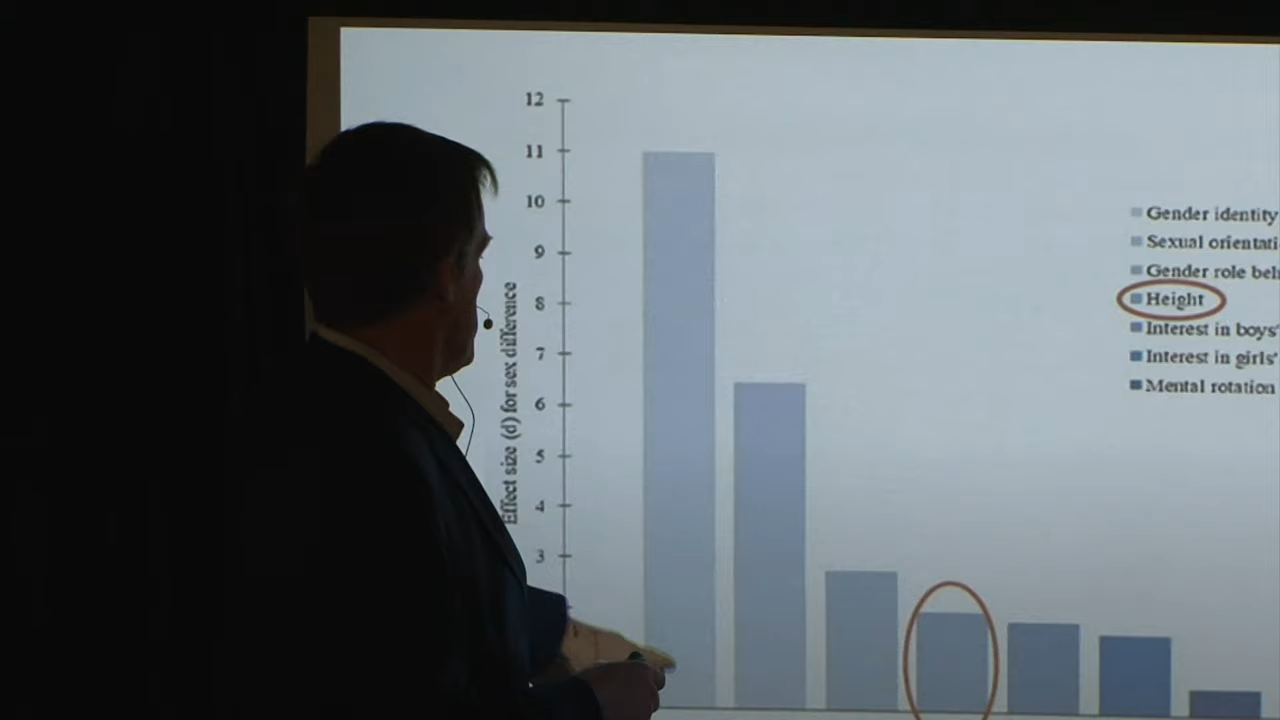 12
11
10
9
8
7
6
5
4
3
Effect size (d) for sex difference
Gender identity
Sexual orientati
Gender role beh
Height
Interest in boys'
Interest in girls'
Mental rotation